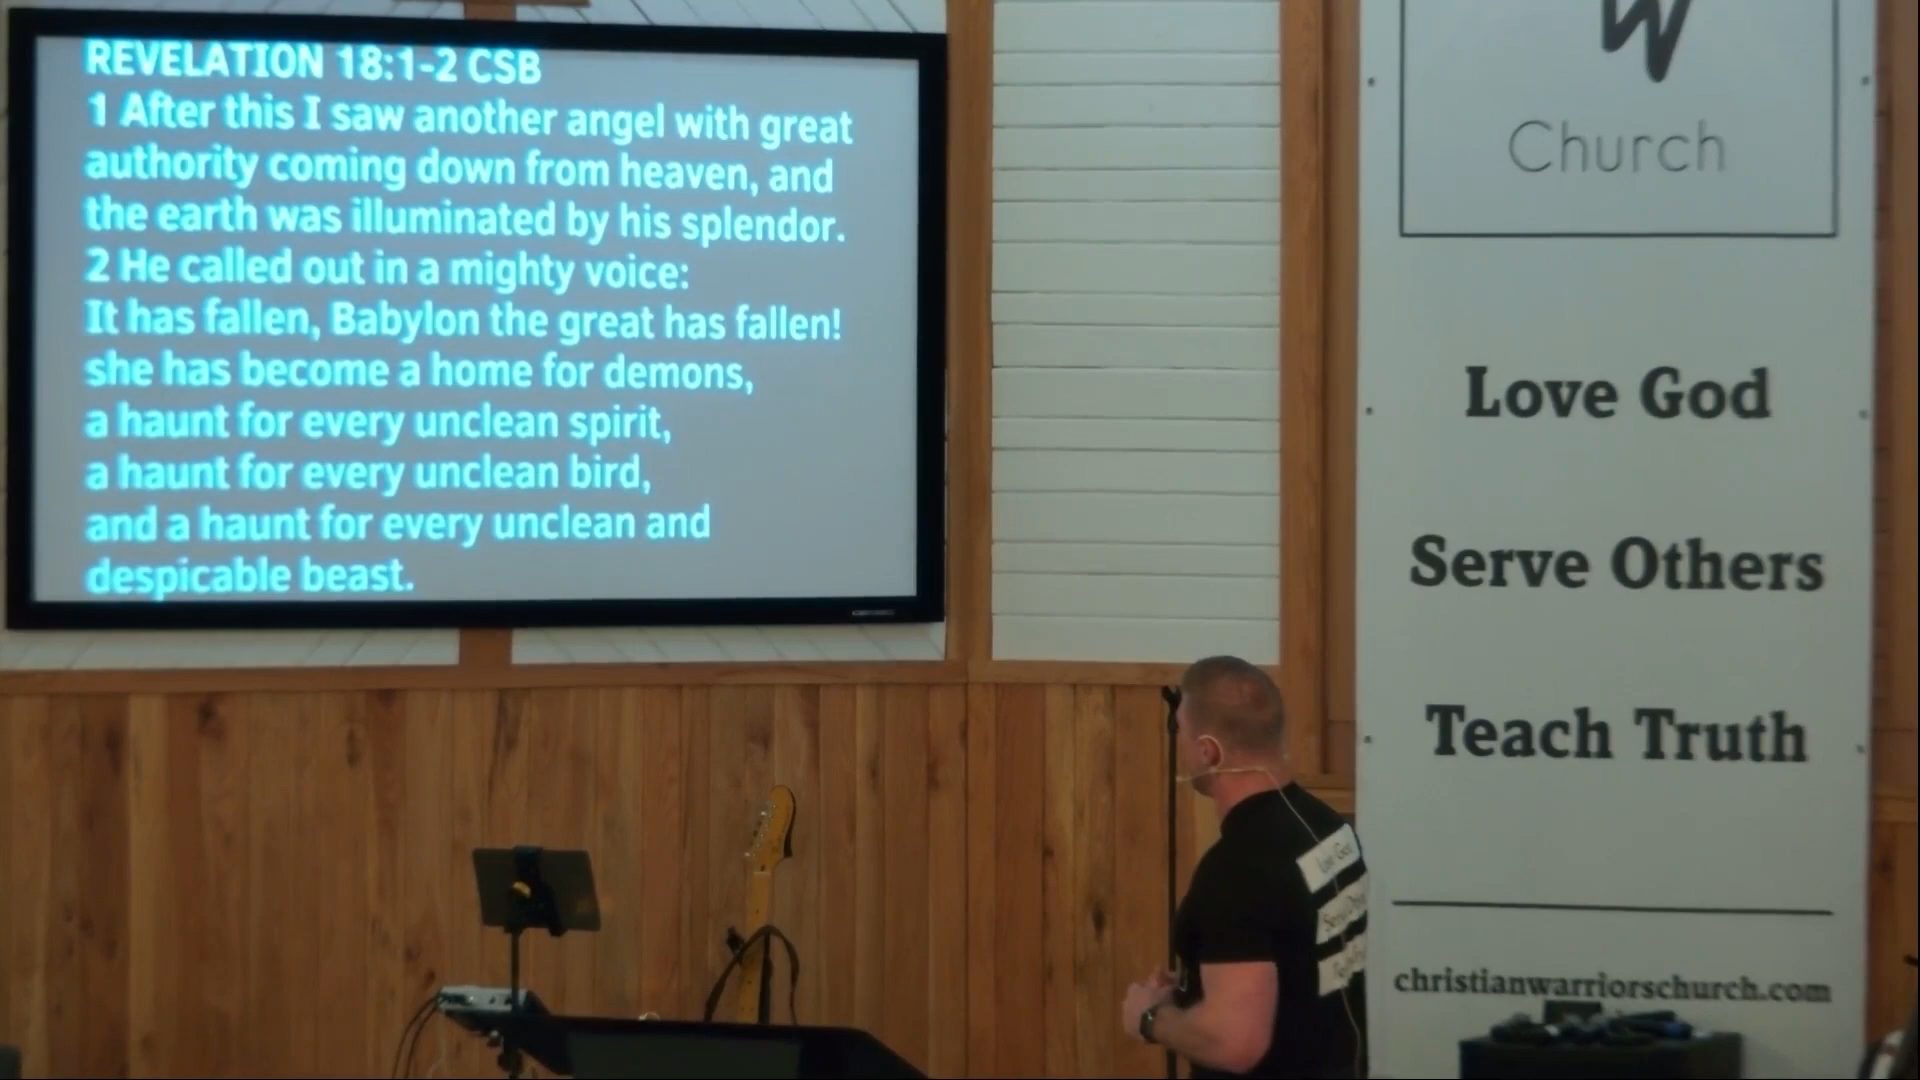 REVELATION 18:1-2 CSB
1 After this I saw another angel with great
authority coming down from heaven, and
the earth was illuminated by his splendor.
2 He called out in a mighty voice:
It has fallen, Babylon the great has fallen!
she has become a home for demons,
a haunt for every unclean spirit,
a haunt for every unclean bird,
and a haunt for every unclean and
despicable beast.
W
Church
Love God
Serve Others
Teach Truth
christianwarriorschurch.com
Love God